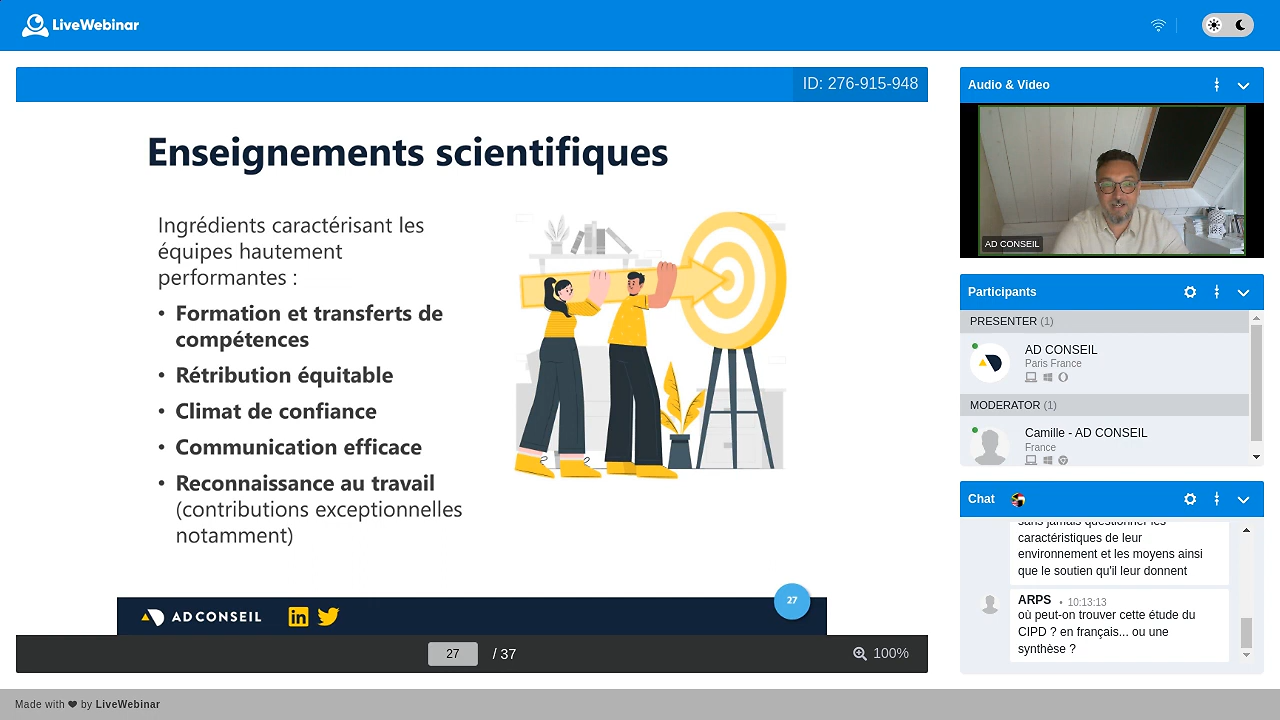 LiveWebinar
ID: 276-915-948
Enseignements scientifiques
Ingrédients caractérisant les
équipes hautement
performantes :
• Formation et transferts de
compétences
• Rétribution équitable
• Climat de confiance
• Communication efficace
• Reconnaissance au travail
(contributions exceptionnelles
notamment)
AD CONSEIL
27
27 / 37
100%
Audio & Video
AD CONSEIL
Participants
PRESENTER (1)
AD CONSEIL
Paris France
MODERATOR (1)
Camille - AD CONSEIL
France
Chat
sans jamais questionner les
caractéristiques de leur
environnement et les moyens ainsi
que le soutien qu'il leur donnent
ARPS • 10:13:13
où peut-on trouver cette étude du
CIPD ? en français... ou une
synthèse ?
Made with ❤ by LiveWebinar